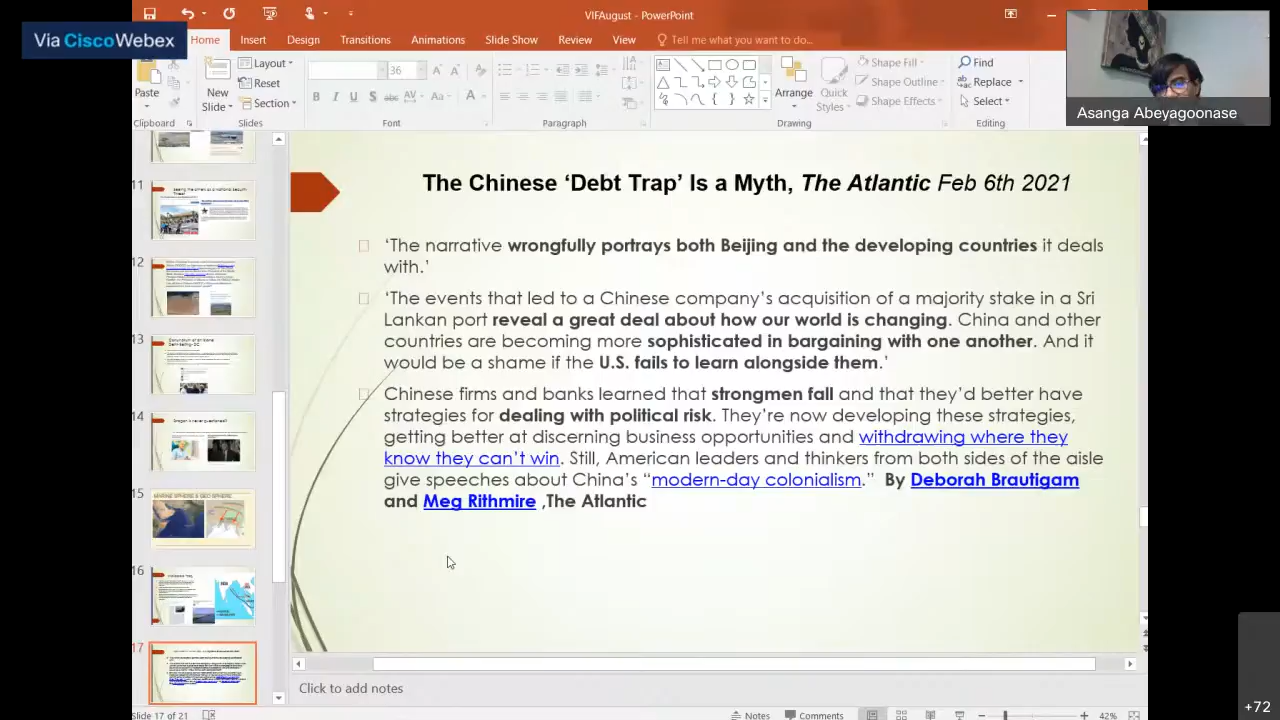 VIFAugust - PowerPoint
Via CiscoWebex
Home Insert Design Transitions Animations Slide Show Review View Tell me what you want to do...
Paste
New
Slide
Layout
Reset
Section
36
Arrange
Quick
Styles
Shape Fill
Shape Outline
Shape Effects
Find
Replace
Select
Clipboard Slides Font Paragraph Drawing Editing
Asanga Abeyagoonase
The Chinese ‘Debt Trap’ Is a Myth, The Atlantic Feb 6th 2021
‘The narrative wrongfully portrays both Beijing and the developing countries it deals
with.’
The events that led to a Chinese company’s acquisition of a majority stake in a Sri
Lankan port reveal a great deal about how our world is changing. China and other
countries are becoming more sophisticated in bargaining with one another. And it
would be a shame if the U.S. fails to learn alongside them.
Chinese firms and banks learned that strongmen fall and that they’d better have
strategies for dealing with political risk. They’re now developing these strategies,
getting better at discerning business opportunities and withdrawing where they
know they can’t win. Still, American leaders and thinkers from both sides of the aisle
give speeches about China’s “modern-day colonialism.” By Deborah Brautigam
and Meg Rithmire ,The Atlantic
11
12
13
14
15
16
17
Click to add notes
Slide 17 of 21
Notes
Comments
42%
+72